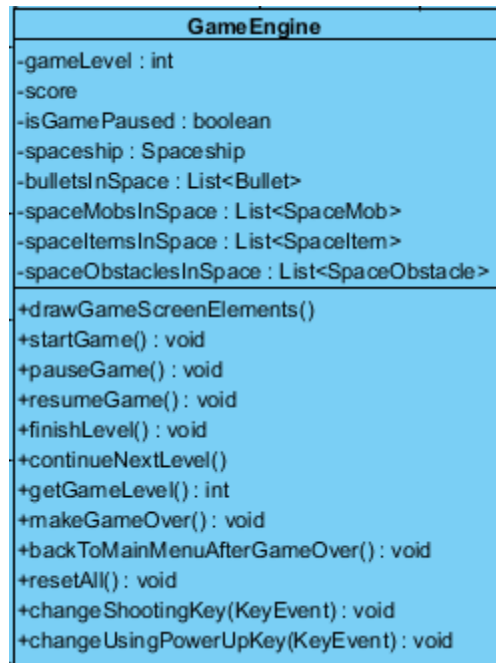 GameEngine
-gameLevel : int
-score
-isGamePaused : boolean
-spaceship : Spaceship
-bulletsInSpace : List<Bullet>
-spaceMobsInSpace : List<SpaceMob>
-spaceItemsInSpace : List<SpaceItem>
-spaceObstaclesInSpace : List<SpaceObstacle>
+drawGameScreenElements()
+startGame() : void
+pauseGame() : void
+resumeGame() : void
+finishLevel() : void
+continueNextLevel()
+getGameLevel() : int
+makeGameOver() : void
+backToMainMenuAfterGameOver() : void
+resetAll() : void
+changeShootingKey(KeyEvent) : void
+changeUsingPowerUpKey(KeyEvent) : void